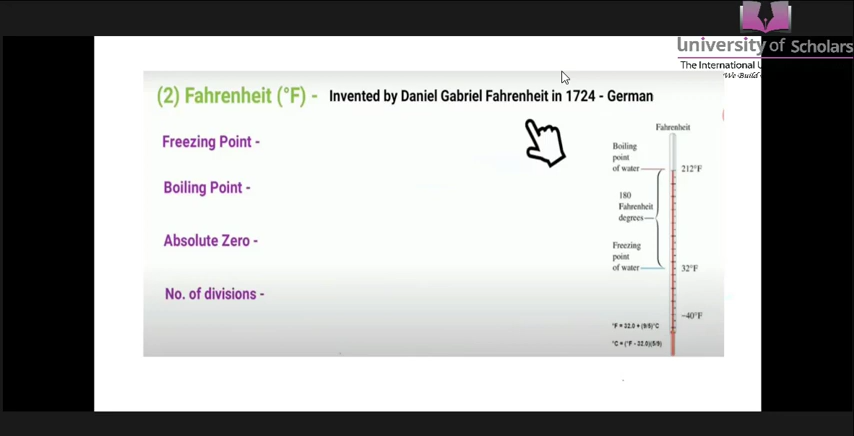 university of Scholars
The International U
We Build
(2) Fahrenheit (°F) - Invented by Daniel Gabriel Fahrenheit in 1724 - German
Freezing Point -
Boiling Point -
Absolute Zero -
No. of divisions -
Fahrenheit
Boiling
point
of water
212°F
180
Fahrenheit
degrees
Freezing
point
of water
32°F
-40°F
°F = 32.0 + (9/5)°C
°C = (°F - 32.0)(5/9)